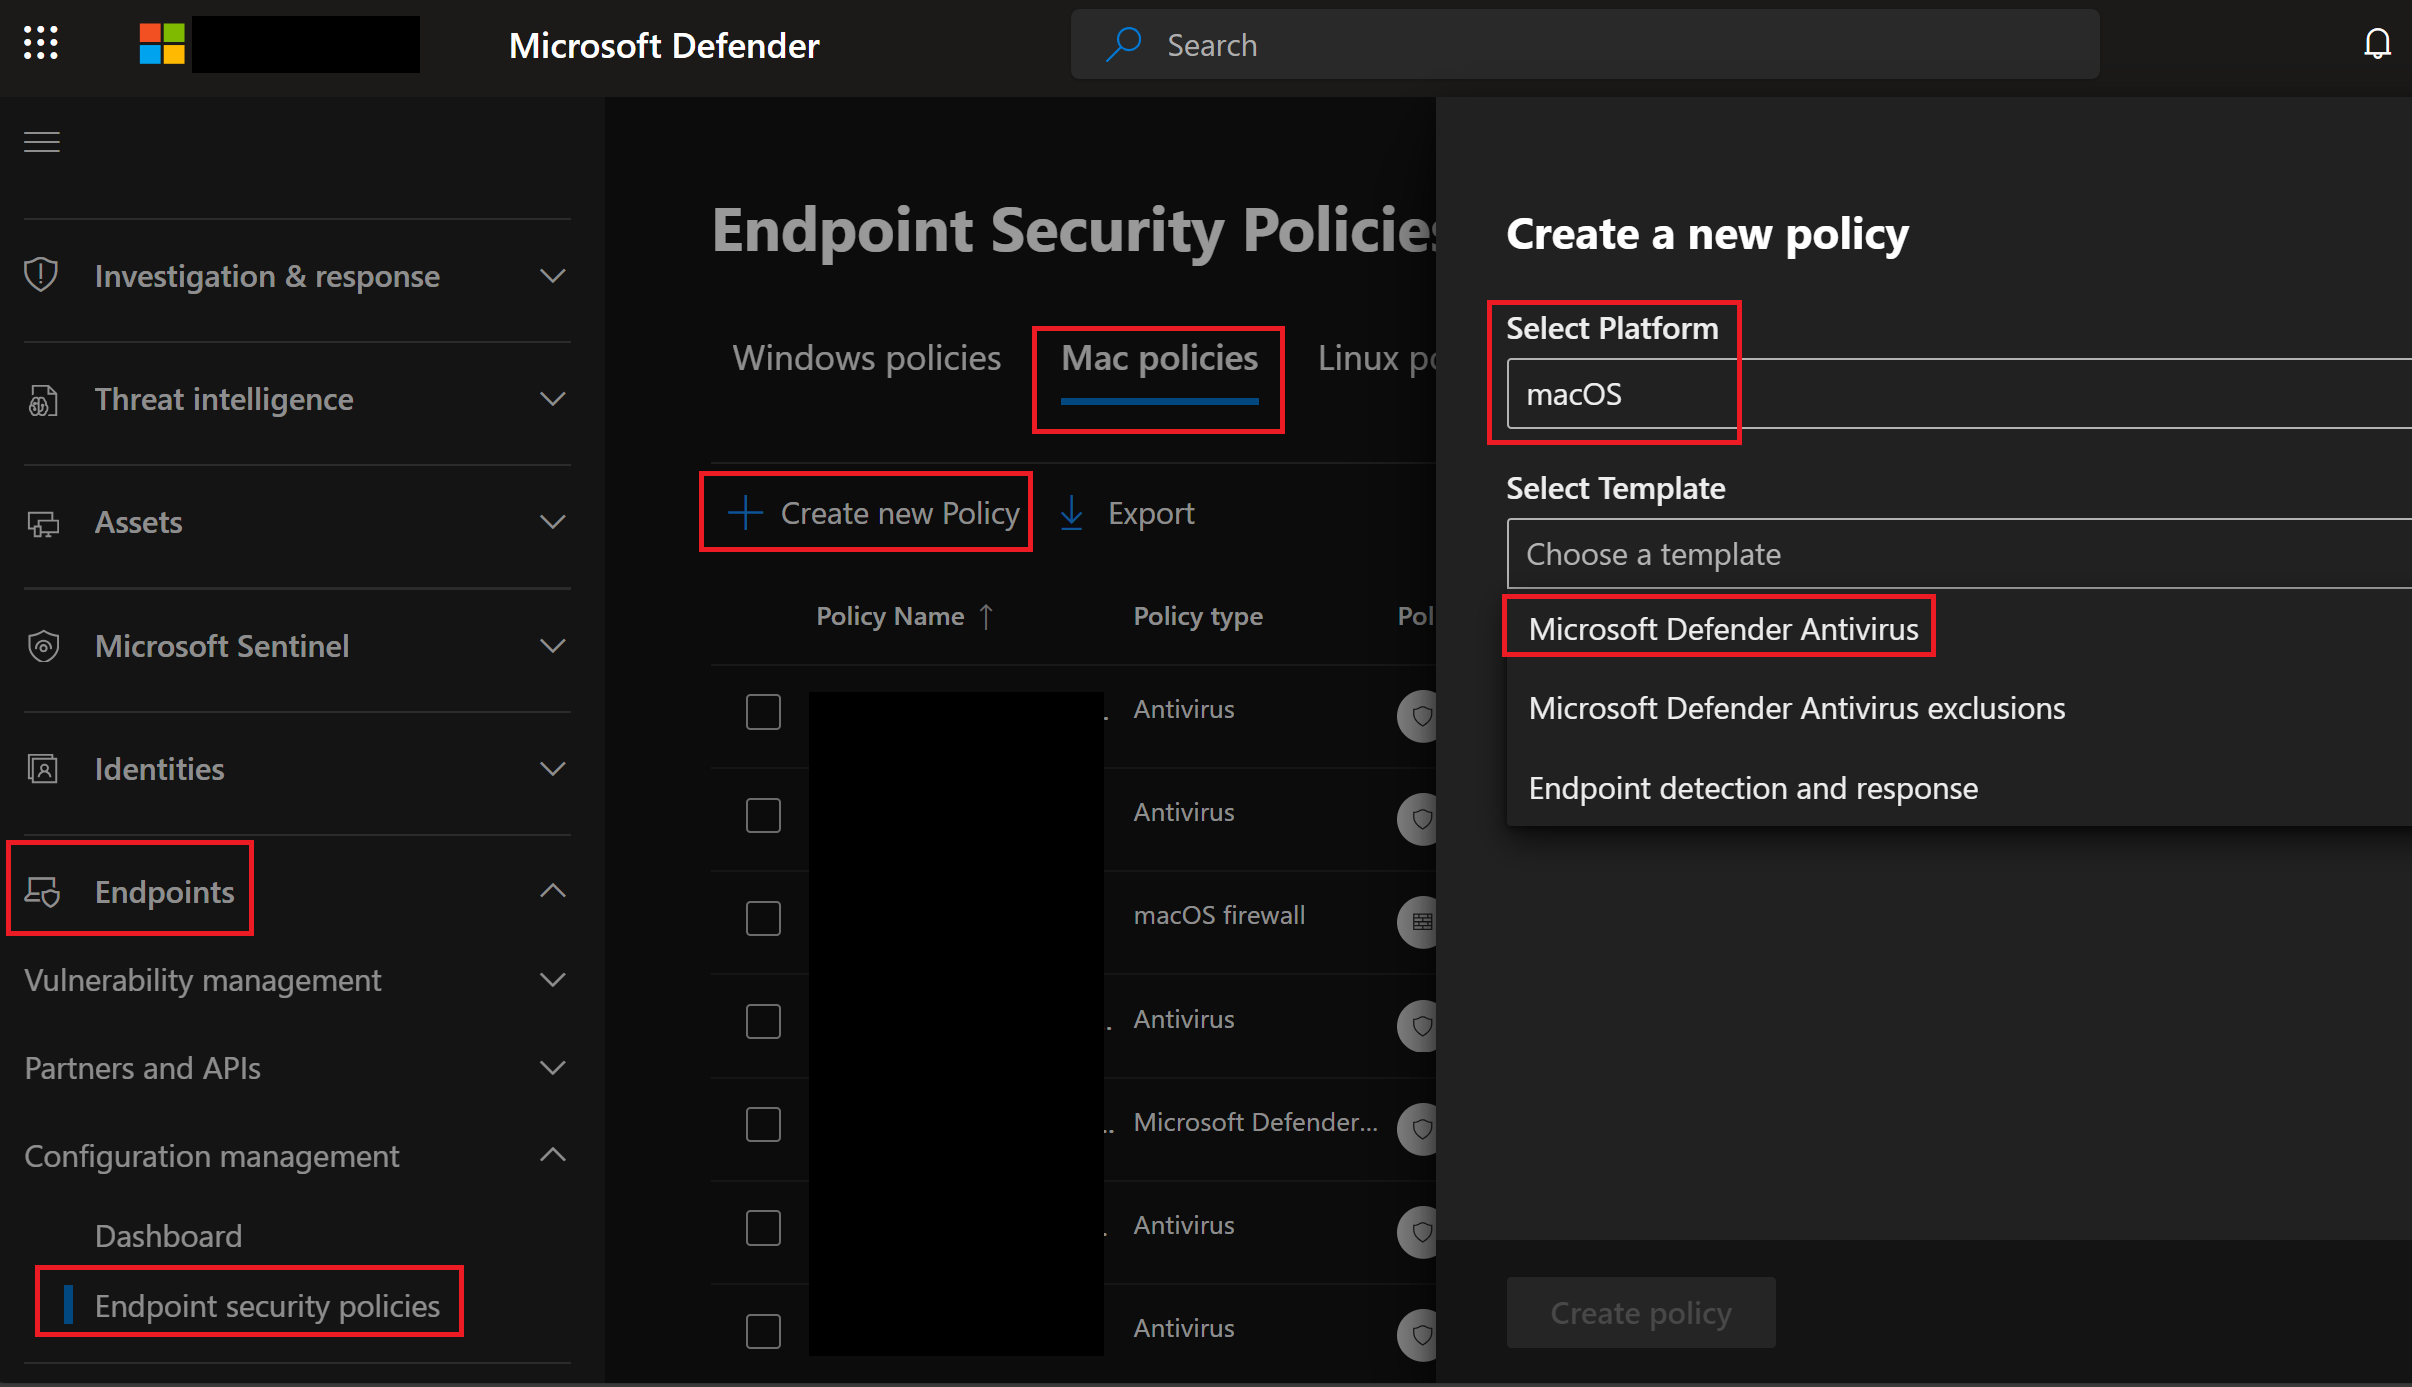 Microsoft Defender
Search
Investigation & response
Threat intelligence
Assets
Microsoft Sentinel
Identities
Endpoints
Vulnerability management
Partners and APIs
Configuration management
Dashboard
Endpoint security policies
Endpoint Security Policies
Windows policies
Mac policies
Linux po
Create new Policy
Export
Policy Name ↑
Policy type
Pol
. Antivirus
Antivirus
macOS firewall
. Antivirus
.. Microsoft Defender...
. Antivirus
Antivirus
Create a new policy
Select Platform
macOS
Select Template
Choose a template
Microsoft Defender Antivirus
Microsoft Defender Antivirus exclusions
Endpoint detection and response
Create policy